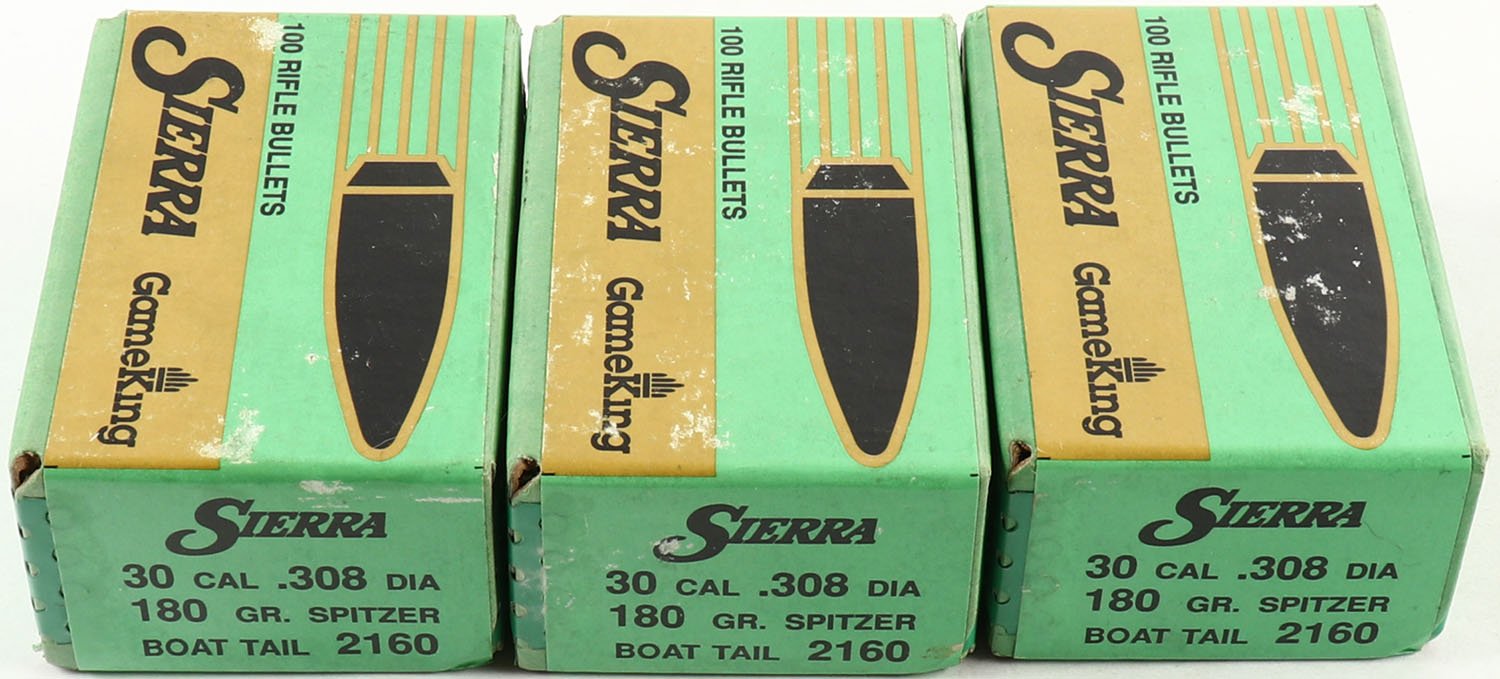 SIERRA
GameKing
100 RIFLE BULLETS
SIERRA
30 CAL .308 DIA
180 GR. SPITZER
BOAT TAIL 2160
SIERRA
GameKing
100 RIFLE BULLETS
SIERRA
30 CAL .308 DIA
180 GR. SPITZER
BOAT TAIL 2160
SIERRA
GameKing
100 RIFLE BULLETS
SIERRA
30 CAL .308 DIA
180 GR. SPITZER
BOAT TAIL 2160